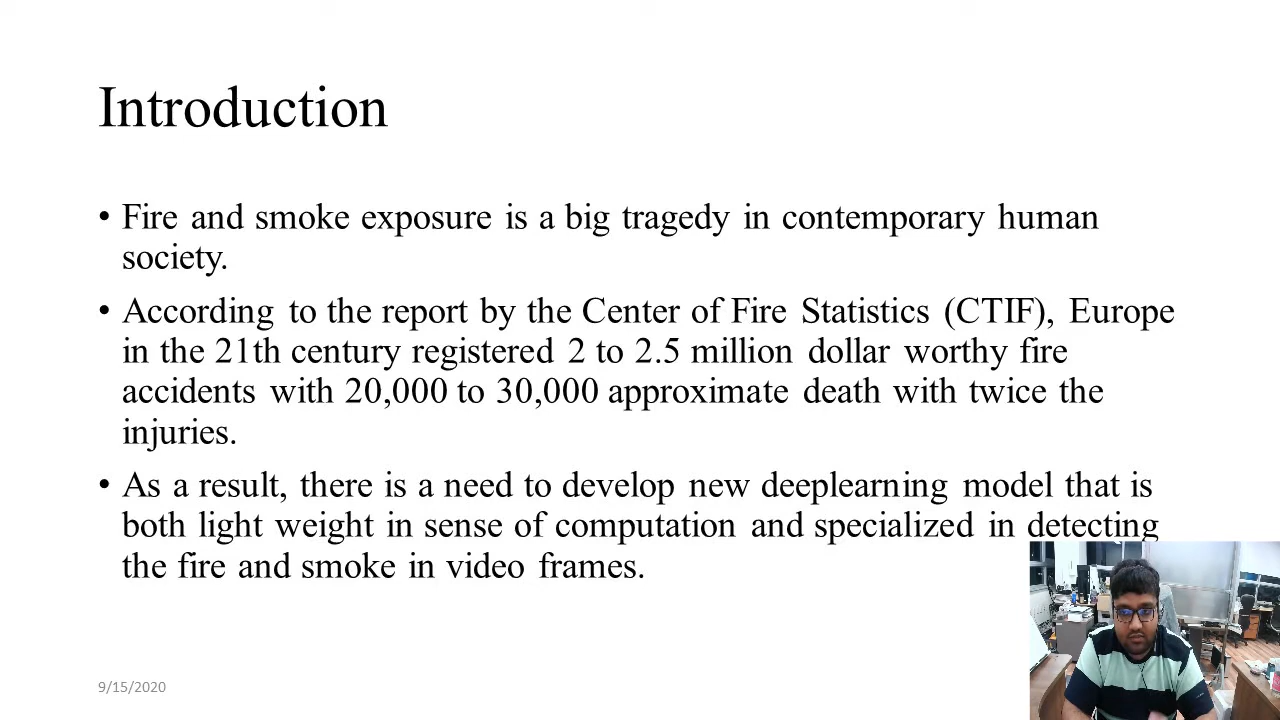 Introduction
• Fire and smoke exposure is a big tragedy in contemporary human
society.
• According to the report by the Center of Fire Statistics (CTIF), Europe
in the 21th century registered 2 to 2.5 million dollar worthy fire
accidents with 20,000 to 30,000 approximate death with twice the
injuries.
• As a result, there is a need to develop new deeplearning model that is
both light weight in sense of computation and specialized in detecting
the fire and smoke in video frames.
9/15/2020